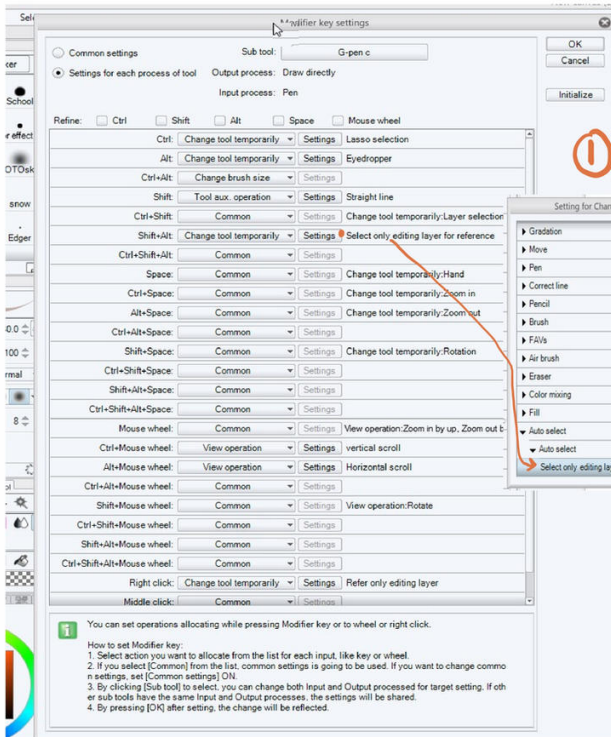 Sel
Modifier key settings
Common settings
Sub tool:
G-pen c
OK
Settings for each process of tool
Output process: Draw directly
Cancel
Input process: Pen
Initialize
Refine: Ctrl Shift Alt Space Mouse wheel
Ctrl: Change tool temporarily Settings Lasso selection
Alt: Change tool temporarily Settings Eyedropper
Ctrl+Alt: Change brush size Settings
Shift: Tool aux. operation Settings Straight line
Ctrl+Shift: Common Settings Change tool temporarily:Layer selection
Shift+Alt: Change tool temporarily Settings Select only editing layer for reference
Ctrl+Shift+Alt: Common Settings
Space: Common Settings Change tool temporarily:Hand
Ctrl+Space: Common Settings Change tool temporarily:Zoom in
Alt+Space: Common Settings Change tool temporarily:Zoom out
Ctrl+Alt+Space: Common Settings
Shift+Space: Common Settings Change tool temporarily:Rotation
Ctrl+Shift+Space: Common Settings
Shift+Alt+Space: Common Settings
Ctrl+Shift+Alt+Space: Common Settings
Mouse wheel: Common Settings View operation:Zoom in by up, Zoom out b
Ctrl+Mouse wheel: View operation Settings vertical scroll
Alt+Mouse wheel: View operation Settings Horizontal scroll
Ctrl+Alt+Mouse wheel: Common Settings
Shift+Mouse wheel: Common Settings View operation:Rotate
Ctrl+Shift+Mouse wheel: Common Settings
Shift+Alt+Mouse wheel: Common Settings
Ctrl+Shift+Alt+Mouse wheel: Common Settings
Right click: Change tool temporarily Settings Refer only editing layer
Middle click: Common Settings
You can set operations allocating while pressing Modifier key or to wheel or right click.
How to set Modifier key:
1. Select action you want to allocate from the list for each input, like key or wheel.
2. If you select [Common] from the list, common settings is going to be used. If you want to change commo
n settings, set [Common settings] ON.
3. By clicking [Sub tool] to select, you can change both Input and Output processed for target setting. If oth
er sub tools have the same Input and Output processes, the settings will be shared.
4. By pressing [OK] after setting, the change will be reflected.
1
Setting for Chan
Gradation
Move
Pen
Correct line
Pencil
Brush
FAVs
Air brush
Eraser
Color mixing
Fill
Auto select
Auto select
Select only editing lay
ker
School
r effect
OTOsk
snow
Edger
40.0
100
rmal
8